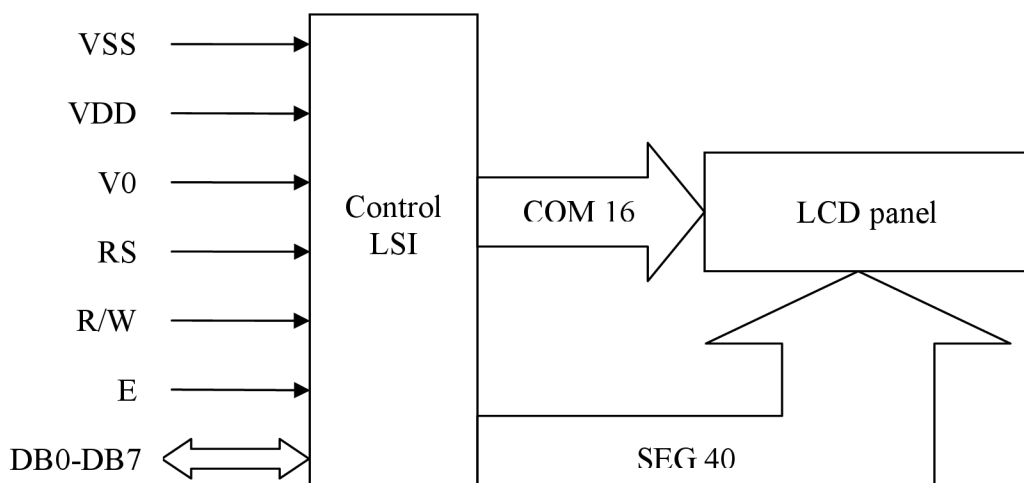 VSS
VDD
V0
RS
R/W
E
DB0-DB7
Control
LSI
COM 16
SEG 40
LCD panel